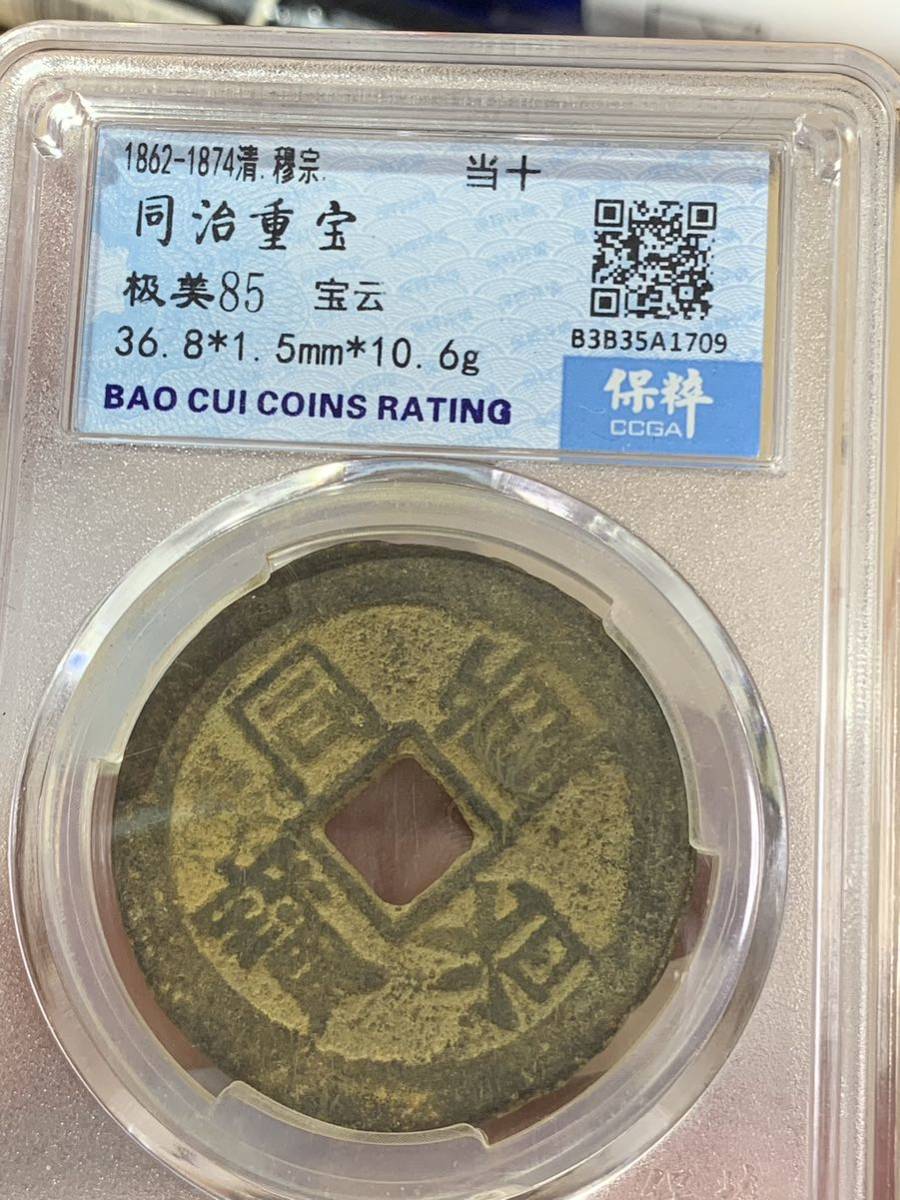 1862-1874清.穆宗.
当十
同治重宝
极美85 宝云
36.8*1.5mm*10.6g
BAO CUI COINS RATING
B3B35A1709
保粹
CCGA
同
重
寶
治